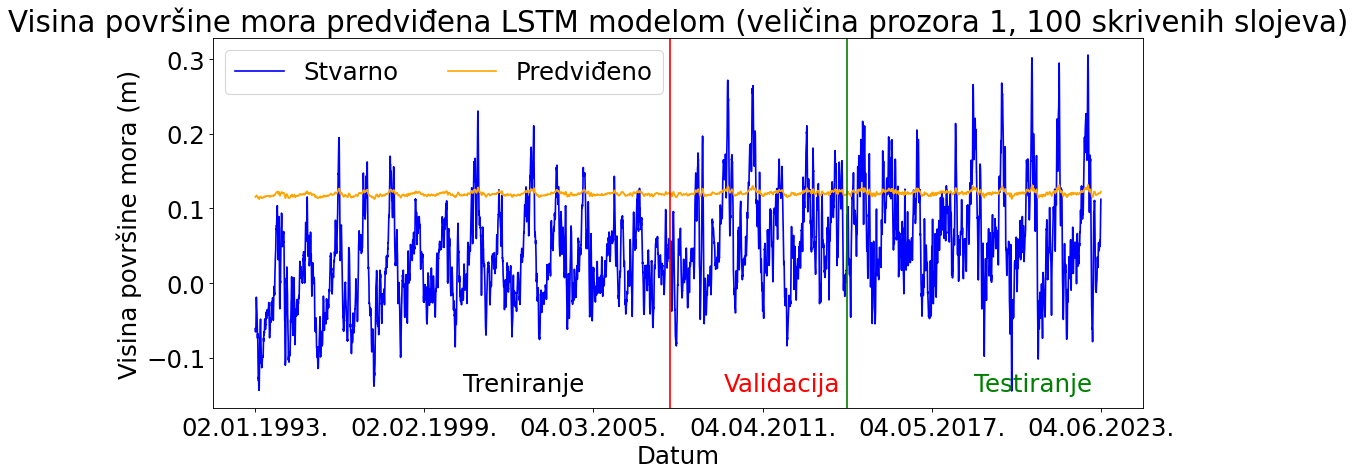 Visina površine mora predviđena LSTM modelom (veličina prozora 1, 100 skrivenih slojeva)
Stvarno Predviđeno
Visina površine mora (m)
0.3
0.2
0.1
0.0
−0.1
Treniranje Validacija Testiranje
02.01.1993. 02.02.1999. 04.03.2005. 04.04.2011. 04.05.2017. 04.06.2023.
Datum